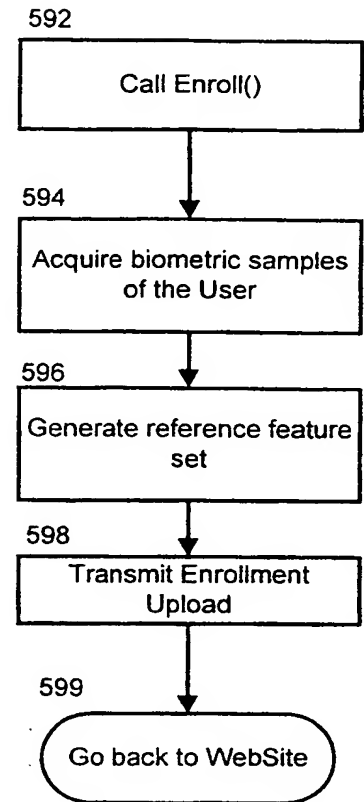 592
Call Enroll()
594
Acquire biometric samples
of the User
596
Generate reference feature
set
598
Transmit Enrollment
Upload
599
Go back to WebSite